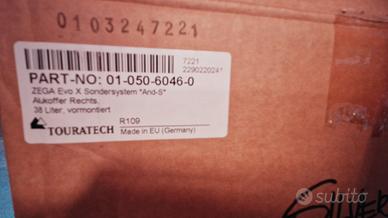 0103247221
7221
2290220241
PART-NO: 01-050-6046-0
ZEGA Evo X Sondersystem "And-S"
Alukoffer Rechts,
38 Liter, vormontiert
R109
TOURATECH
Made in EU (Germany)
subito